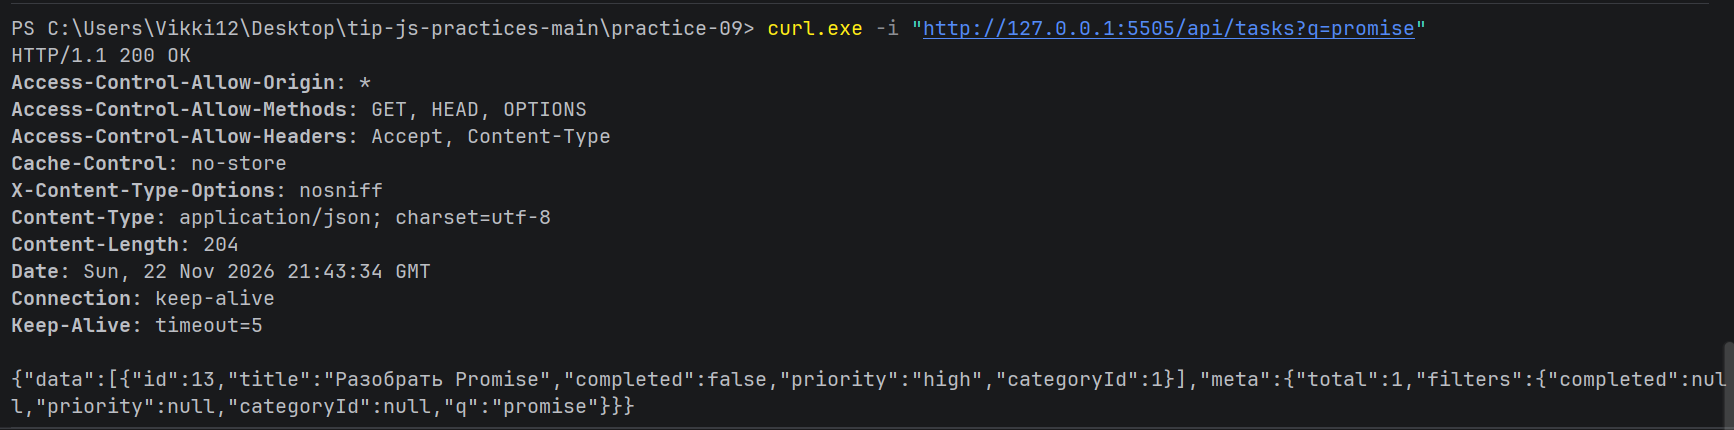 PS C:\Users\Vikki12\Desktop\tip-js-practices-main\practice-09> curl.exe -i "http://127.0.0.1:5505/api/tasks?q=promise"
HTTP/1.1 200 OK
Access-Control-Allow-Origin: *
Access-Control-Allow-Methods: GET, HEAD, OPTIONS
Access-Control-Allow-Headers: Accept, Content-Type
Cache-Control: no-store
X-Content-Type-Options: nosniff
Content-Type: application/json; charset=utf-8
Content-Length: 204
Date: Sun, 22 Nov 2026 21:43:34 GMT
Connection: keep-alive
Keep-Alive: timeout=5

{"data":[{"id":13,"title":"Разобрать Promise","completed":false,"priority":"high","categoryId":1}],"meta":{"total":1,"filters":{"completed":nul
l,"priority":null,"categoryId":null,"q":"promise"}}}